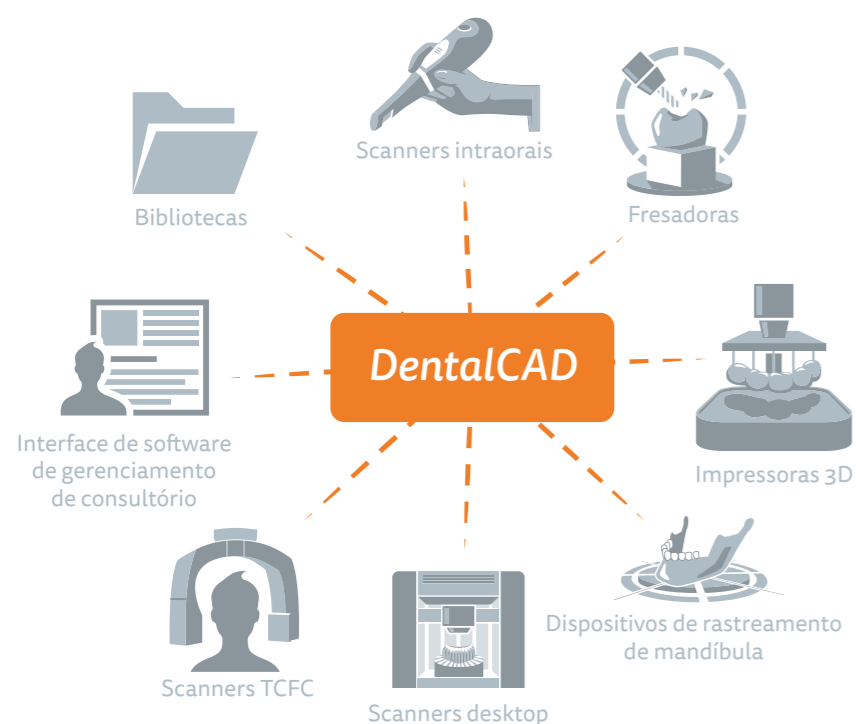 Scanners intraorais
Bibliotecas
Fresadoras
DentalCAD
Interface de software
de gerenciamento
de consultório
Impressoras 3D
Dispositivos de rastreamento
de mandíbula
Scanners TCFC
Scanners desktop